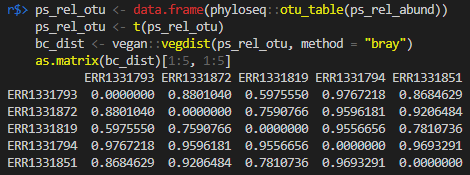 r$> ps_rel_otu <- data.frame(phyloseq::otu_table(ps_rel_abund))
ps_rel_otu <- t(ps_rel_otu)
bc_dist <- vegan::vegdist(ps_rel_otu, method = "bray")
as.matrix(bc_dist)[1:5, 1:5]
ERR1331793 ERR1331872 ERR1331819 ERR1331794 ERR1331851
ERR1331793 0.0000000 0.8801040 0.5975550 0.9767218 0.8684629
ERR1331872 0.8801040 0.0000000 0.7590766 0.9596181 0.9206484
ERR1331819 0.5975550 0.7590766 0.0000000 0.9556656 0.7810736
ERR1331794 0.9767218 0.9596181 0.9556656 0.0000000 0.9693291
ERR1331851 0.8684629 0.9206484 0.7810736 0.9693291 0.0000000